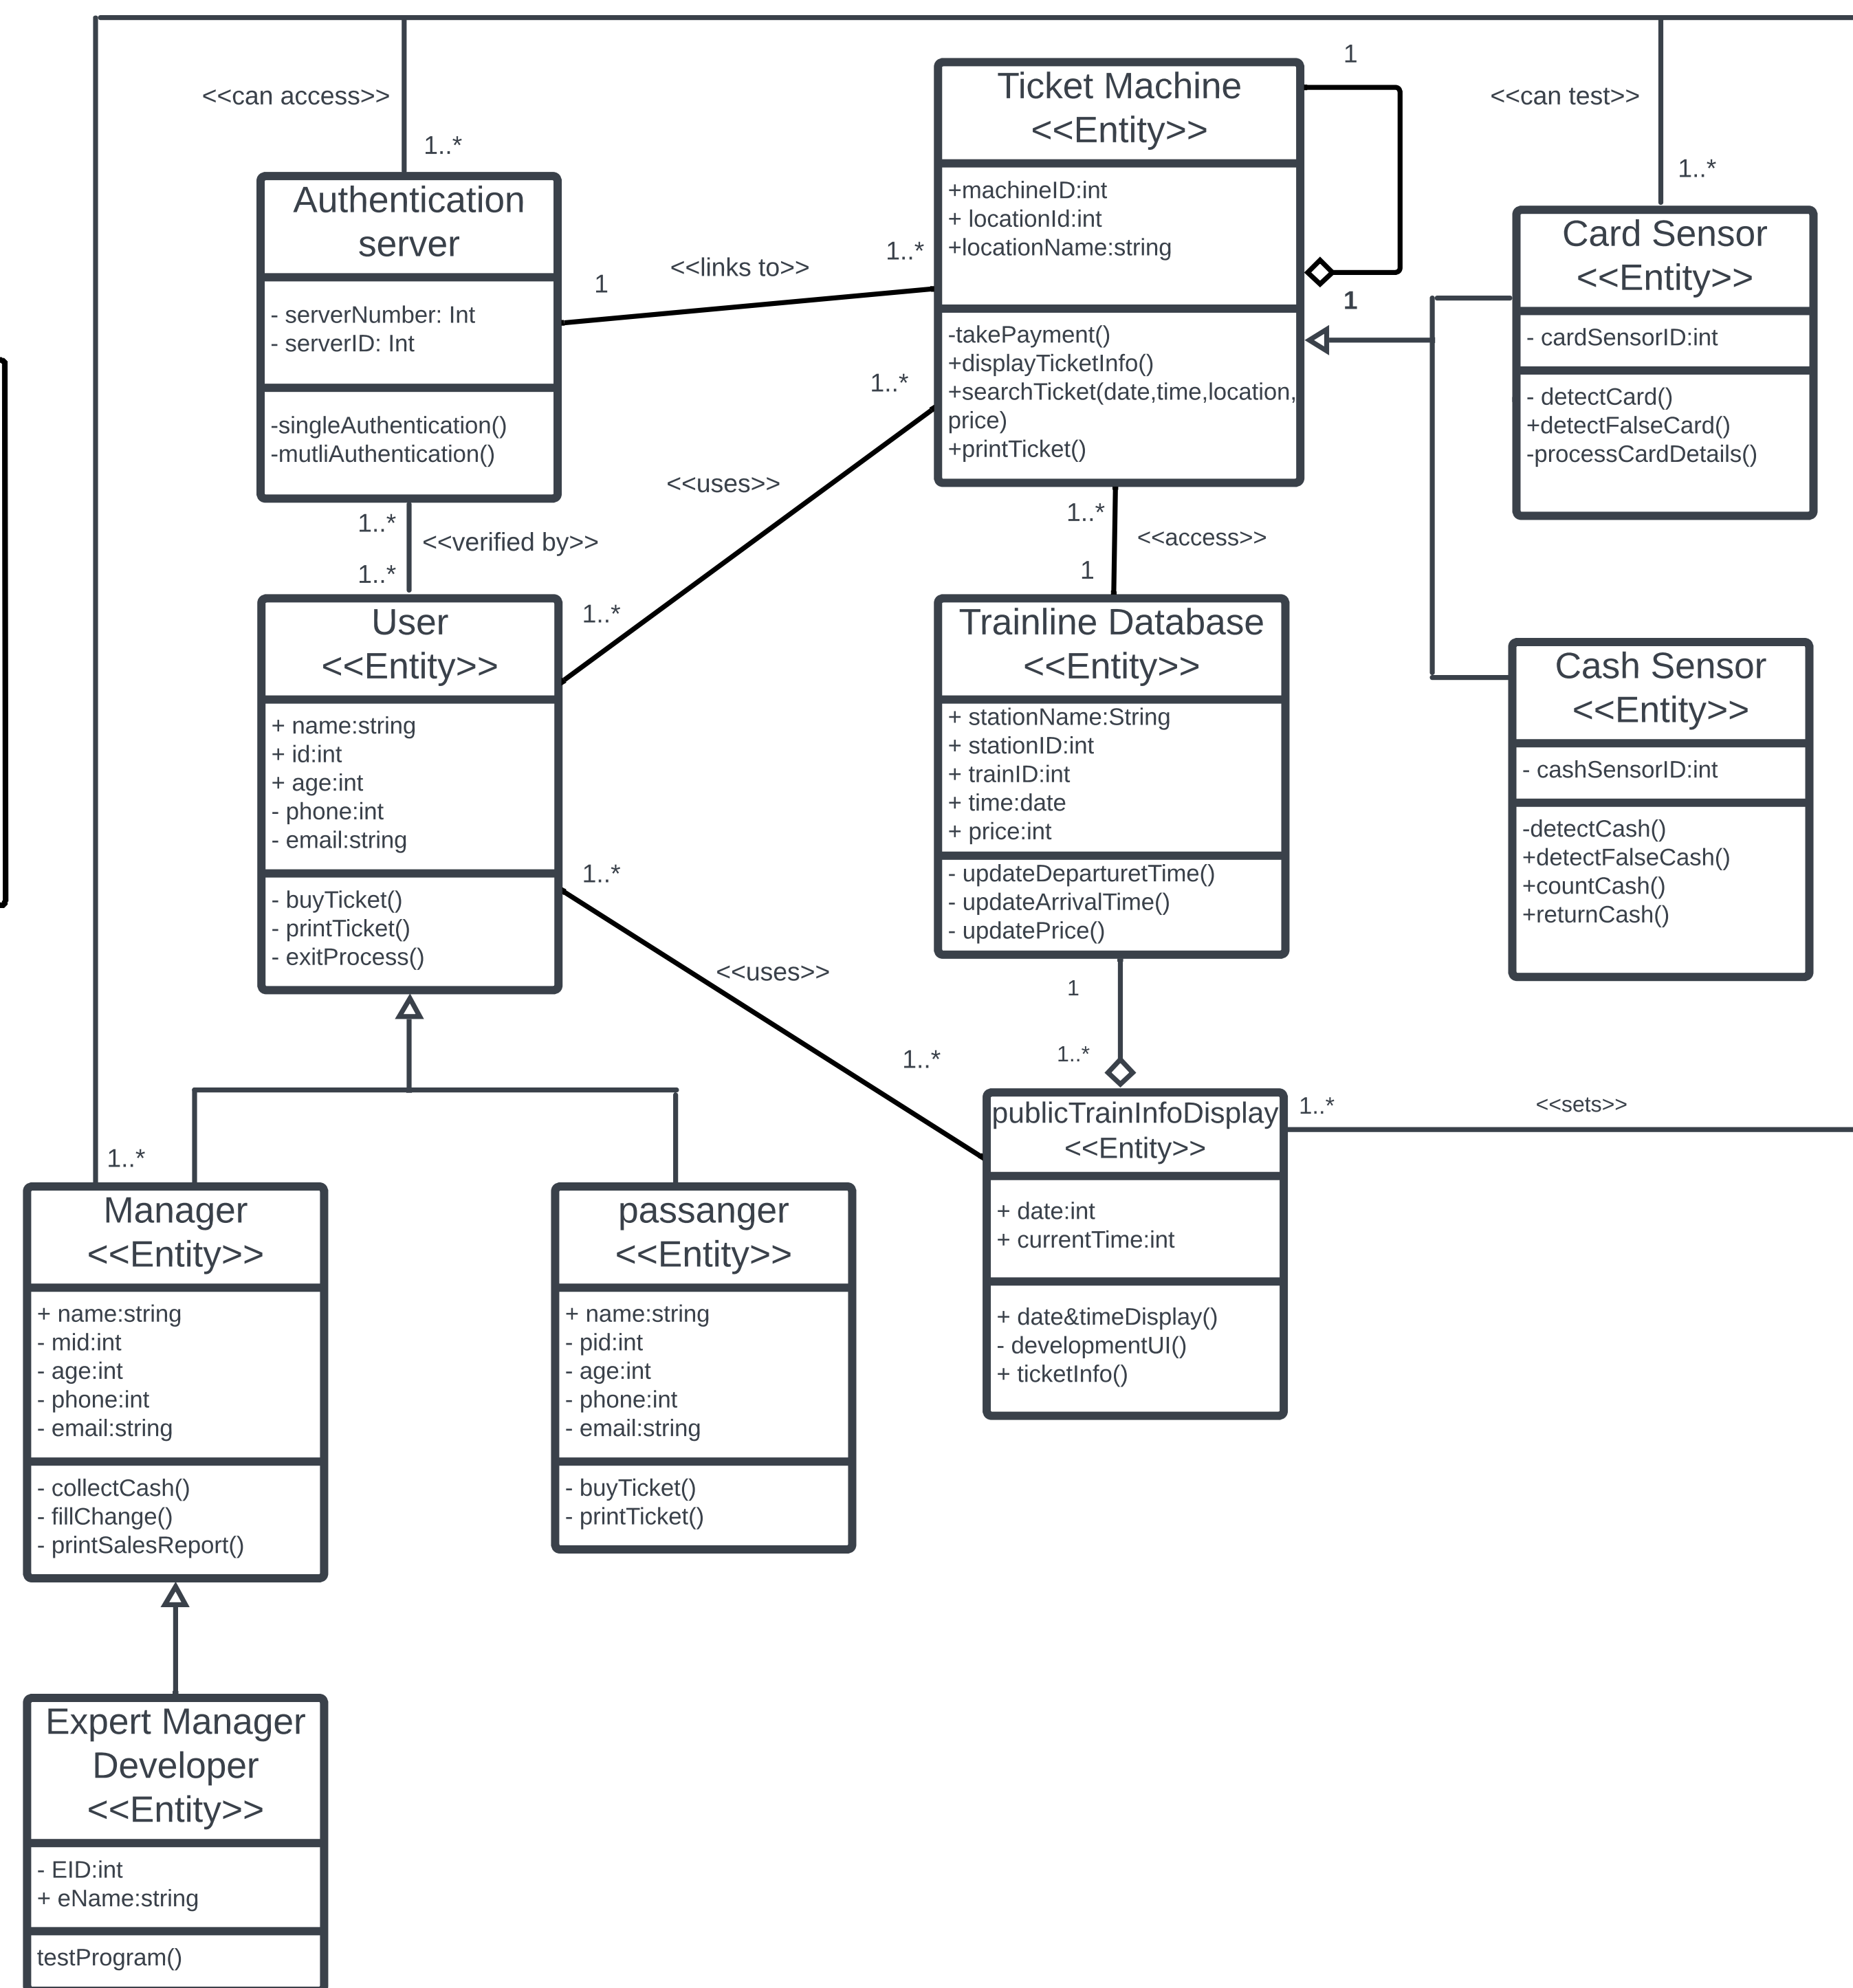 <<can access>>
1..*
Authentication
server
- serverNumber: Int
- serverID: Int
-singleAuthentication()
-mutliAuthentication()
1
<<links to>>
1..*
Ticket Machine
<<Entity>>
+machineID:int
+ locationId:int
+locationName:string
-takePayment()
+displayTicketInfo()
+searchTicket(date,time,location,
price)
+printTicket()
1
1
<<can test>>
1..*
Card Sensor
<<Entity>>
- cardSensorID:int
- detectCard()
+detectFalseCard()
-processCardDetails()
1..*
<<verified by>>
1..*
1..*
<<uses>>
1..*
1..*
<<access>>
1
User
<<Entity>>
+ name:string
+ id:int
+ age:int
- phone:int
- email:string
- buyTicket()
- printTicket()
- exitProcess()
Trainline Database
<<Entity>>
+ stationName:String
+ stationID:int
+ trainID:int
+ time:date
+ price:int
- updateDeparturetTime()
- updateArrivalTime()
- updatePrice()
Cash Sensor
<<Entity>>
- cashSensorID:int
-detectCash()
+detectFalseCash()
+countCash()
+returnCash()
1..*
<<uses>>
1..*
1
1..*
publicTrainInfoDisplay
<<Entity>>
+ date:int
+ currentTime:int
+ date&timeDisplay()
- developmentUI()
+ ticketInfo()
1..*
<<sets>>
1..*
Manager
<<Entity>>
+ name:string
- mid:int
- age:int
- phone:int
- email:string
- collectCash()
- fillChange()
- printSalesReport()
passanger
<<Entity>>
+ name:string
- pid:int
- age:int
- phone:int
- email:string
- buyTicket()
- printTicket()
Expert Manager
Developer
<<Entity>>
- EID:int
+ eName:string
testProgram()